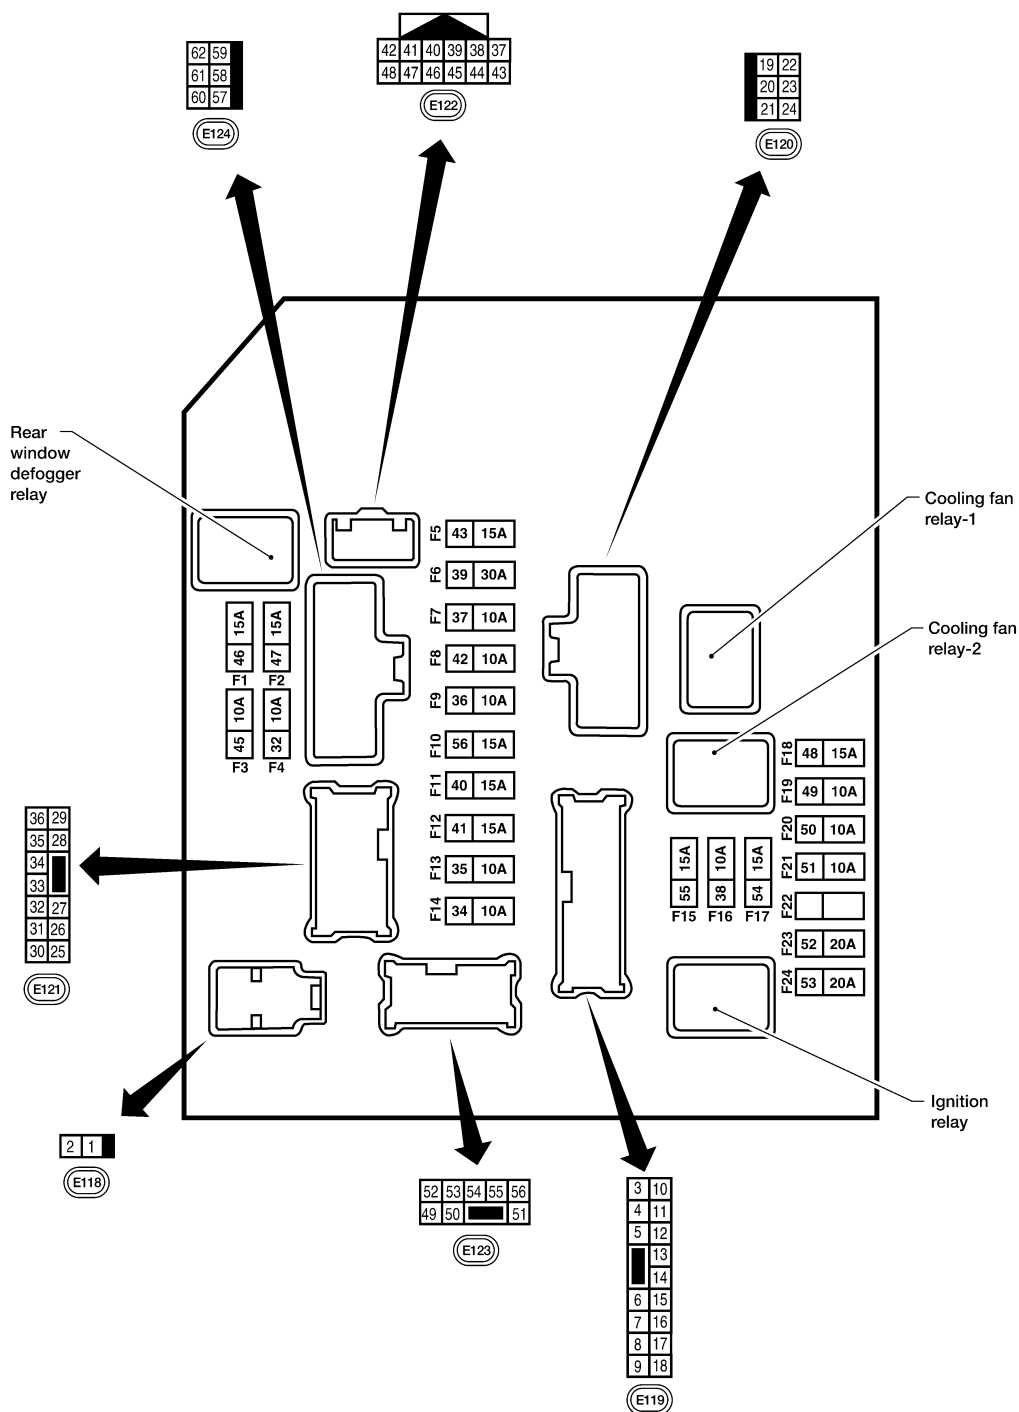 62 59
61 58
60 57
E124
42 41 40 39 38 37
48 47 46 45 44 43
E122
19 22
20 23
21 24
E120
Rear
window
defogger
relay
Cooling fan
relay-1
Cooling fan
relay-2
F5 43 15A
F6 39 30A
F7 37 10A
F8 42 10A
F9 36 10A
F10 56 15A
F11 40 15A
F12 41 15A
F13 35 10A
F14 34 10A
15A 15A
46 47
F1 F2
10A 10A
45 32
F3 F4
F18 48 15A
F19 49 10A
F20 50 10A
F21 51 10A
F22
F23 52 20A
F24 53 20A
15A 10A 15A
55 38 54
F15 F16 F17
36 29
35 28
34
33
32 27
31 26
30 25
E121
Ignition
relay
2 1
E118
52 53 54 55 56
49 50 51
E123
3 10
4 11
5 12
13
14
6 15
7 16
8 17
9 18
E119